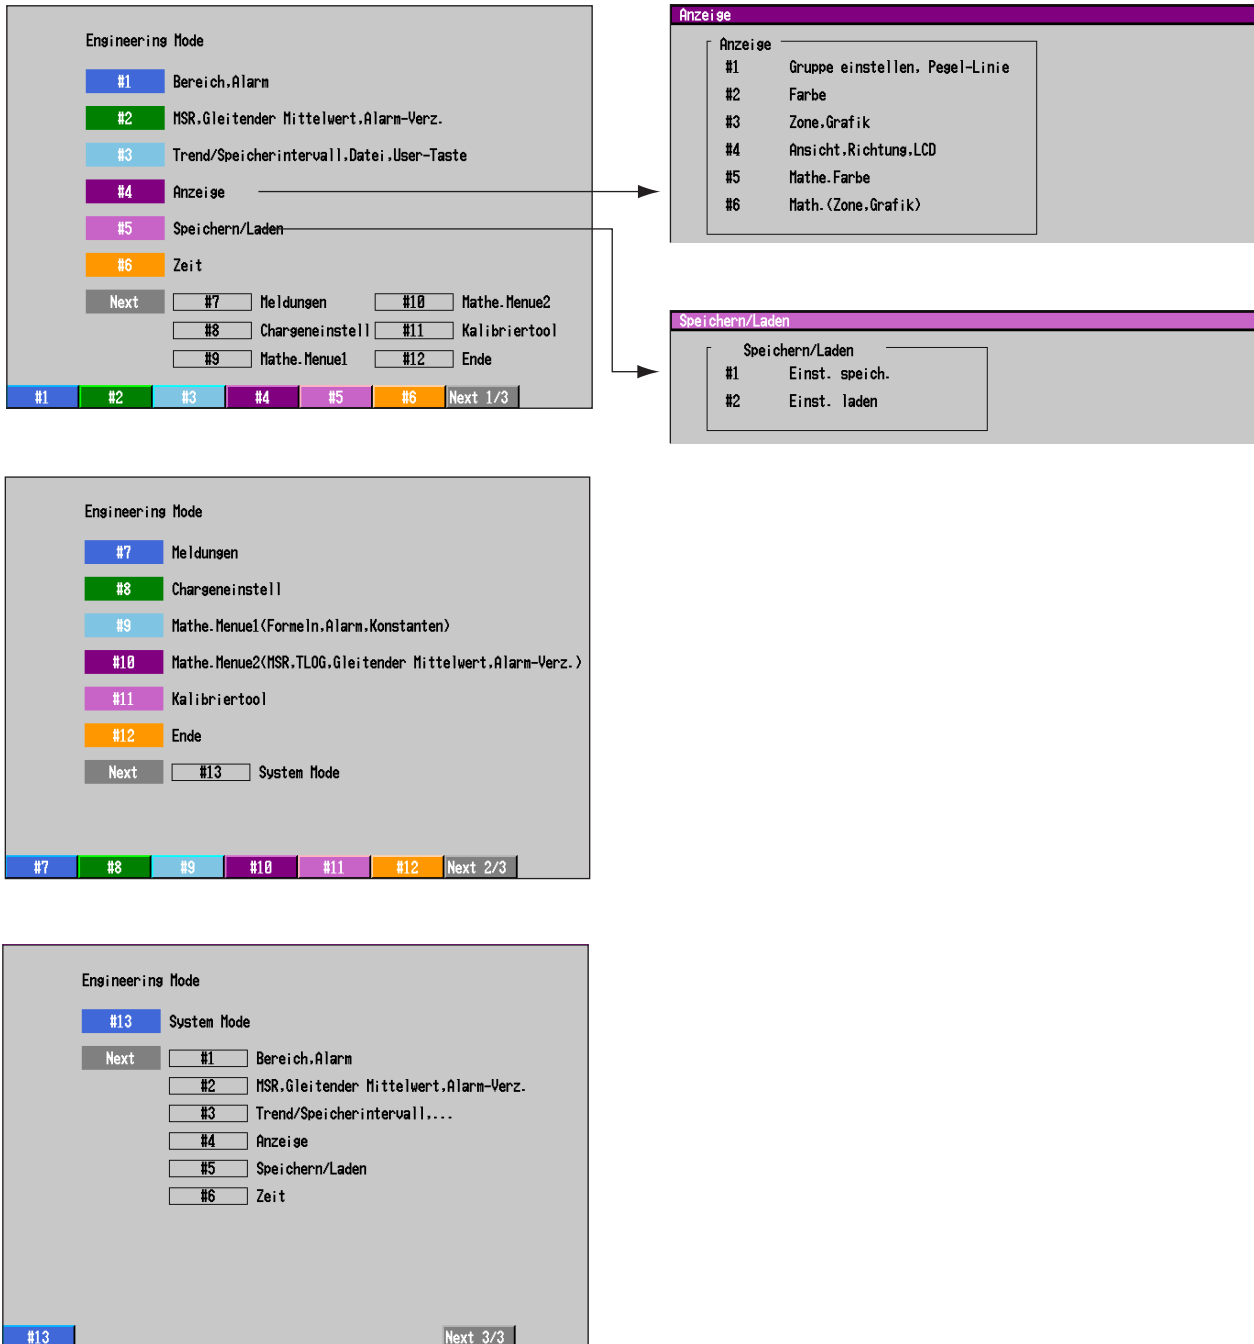 Engineering Mode
#1 Bereich,Alarm
#2 MSR,Gleitender Mittelwert,Alarm-Verz.
#3 Trend/Speicherintervall,Datei,User-Taste
#4 Anzeige
#5 Speichern/Laden
#6 Zeit
Next #7 Meldungen #10 Mathe.Menue2
#8 Chargeneinstell #11 Kalibriertool
#9 Mathe.Menue1 #12 Ende
#1 #2 #3 #4 #5 #6 Next 1/3
Anzeige
Anzeige
#1 Gruppe einstellen, Pegel-Linie
#2 Farbe
#3 Zone,Grafik
#4 Ansicht,Richtung,LCD
#5 Mathe.Farbe
#6 Math.(Zone,Grafik)
Speichern/Laden
Speichern/Laden
#1 Einst. speich.
#2 Einst. laden
Engineering Mode
#7 Meldungen
#8 Chargeneinstell
#9 Mathe.Menue1(Formeln,Alarm,Konstanten)
#10 Mathe.Menue2(MSR,TLOG,Gleitender Mittelwert,Alarm-Verz.)
#11 Kalibriertool
#12 Ende
Next #13 System Mode
#7 #8 #9 #10 #11 #12 Next 2/3
Engineering Mode
#13 System Mode
Next #1 Bereich,Alarm
#2 MSR,Gleitender Mittelwert,Alarm-Verz.
#3 Trend/Speicherintervall,...
#4 Anzeige
#5 Speichern/Laden
#6 Zeit
#13 Next 3/3